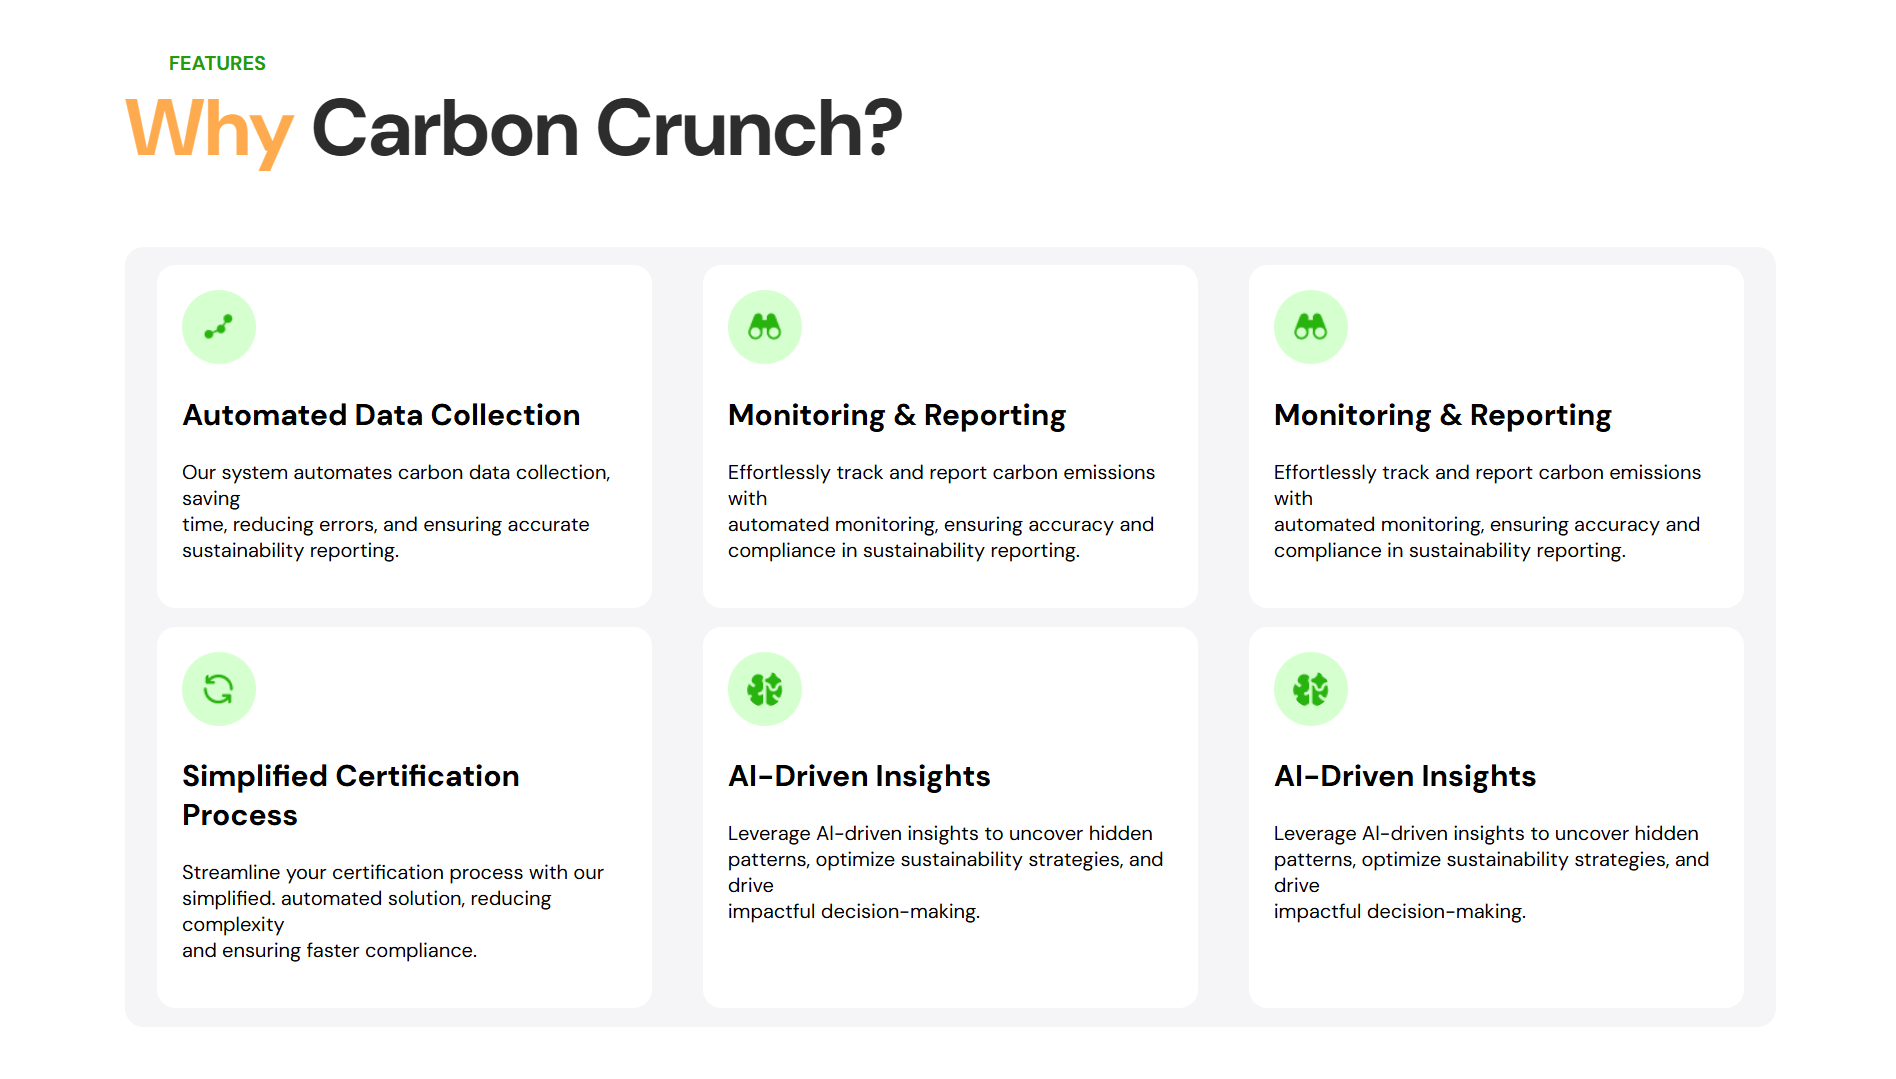 FEATURES
Why Carbon Crunch?
Automated Data Collection
Our system automates carbon data collection,
saving
time, reducing errors, and ensuring accurate
sustainability reporting.
Monitoring & Reporting
Effortlessly track and report carbon emissions
with
automated monitoring, ensuring accuracy and
compliance in sustainability reporting.
Monitoring & Reporting
Effortlessly track and report carbon emissions
with
automated monitoring, ensuring accuracy and
compliance in sustainability reporting.
Simplified Certification
Process
Streamline your certification process with our
simplified. automated solution, reducing
complexity
and ensuring faster compliance.
AI-Driven Insights
Leverage AI-driven insights to uncover hidden
patterns, optimize sustainability strategies, and
drive
impactful decision-making.
AI-Driven Insights
Leverage AI-driven insights to uncover hidden
patterns, optimize sustainability strategies, and
drive
impactful decision-making.